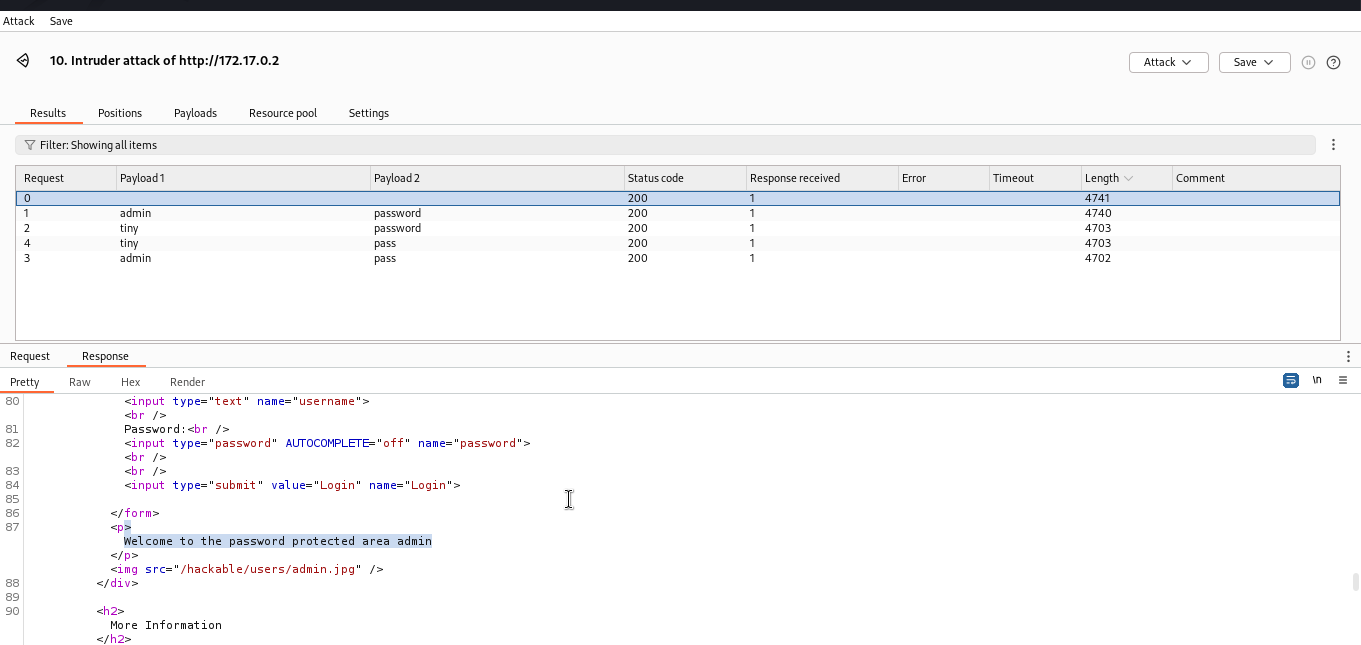 Attack Save
10. Intruder attack of http://172.17.0.2
Attack Save
Results Positions Payloads Resource pool Settings
Filter: Showing all items
Request Payload 1 Payload 2 Status code Response received Error Timeout Length Comment
0 200 1 4741
1 admin password 200 1 4740
2 tiny password 200 1 4703
4 tiny pass 200 1 4703
3 admin pass 200 1 4702
Request Response
Pretty Raw Hex Render \n
80 <input type="text" name="username">
<br />
81 Password:<br />
82 <input type="password" AUTOCOMPLETE="off" name="password">
<br />
83 <br />
84 <input type="submit" value="Login" name="Login">
85
86 </form>
87 <p>
Welcome to the password protected area admin
</p>
<img src="/hackable/users/admin.jpg" />
88 </div>
89
90 <h2>
More Information
</h2>